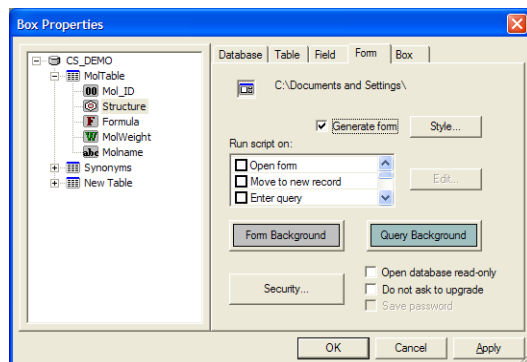 Box Properties
CS_DEMO
MolTable
00 Mol_ID
Structure
F Formula
W MolWeight
abc Molname
Synonyms
New Table
Database Table Field Form Box
C:\Documents and Settings\
Generate form Style...
Run script on:
Open form
Move to new record
Enter query
Edit...
Form Background Query Background
Security...
Open database read-only
Do not ask to upgrade
Save password
OK Cancel Apply